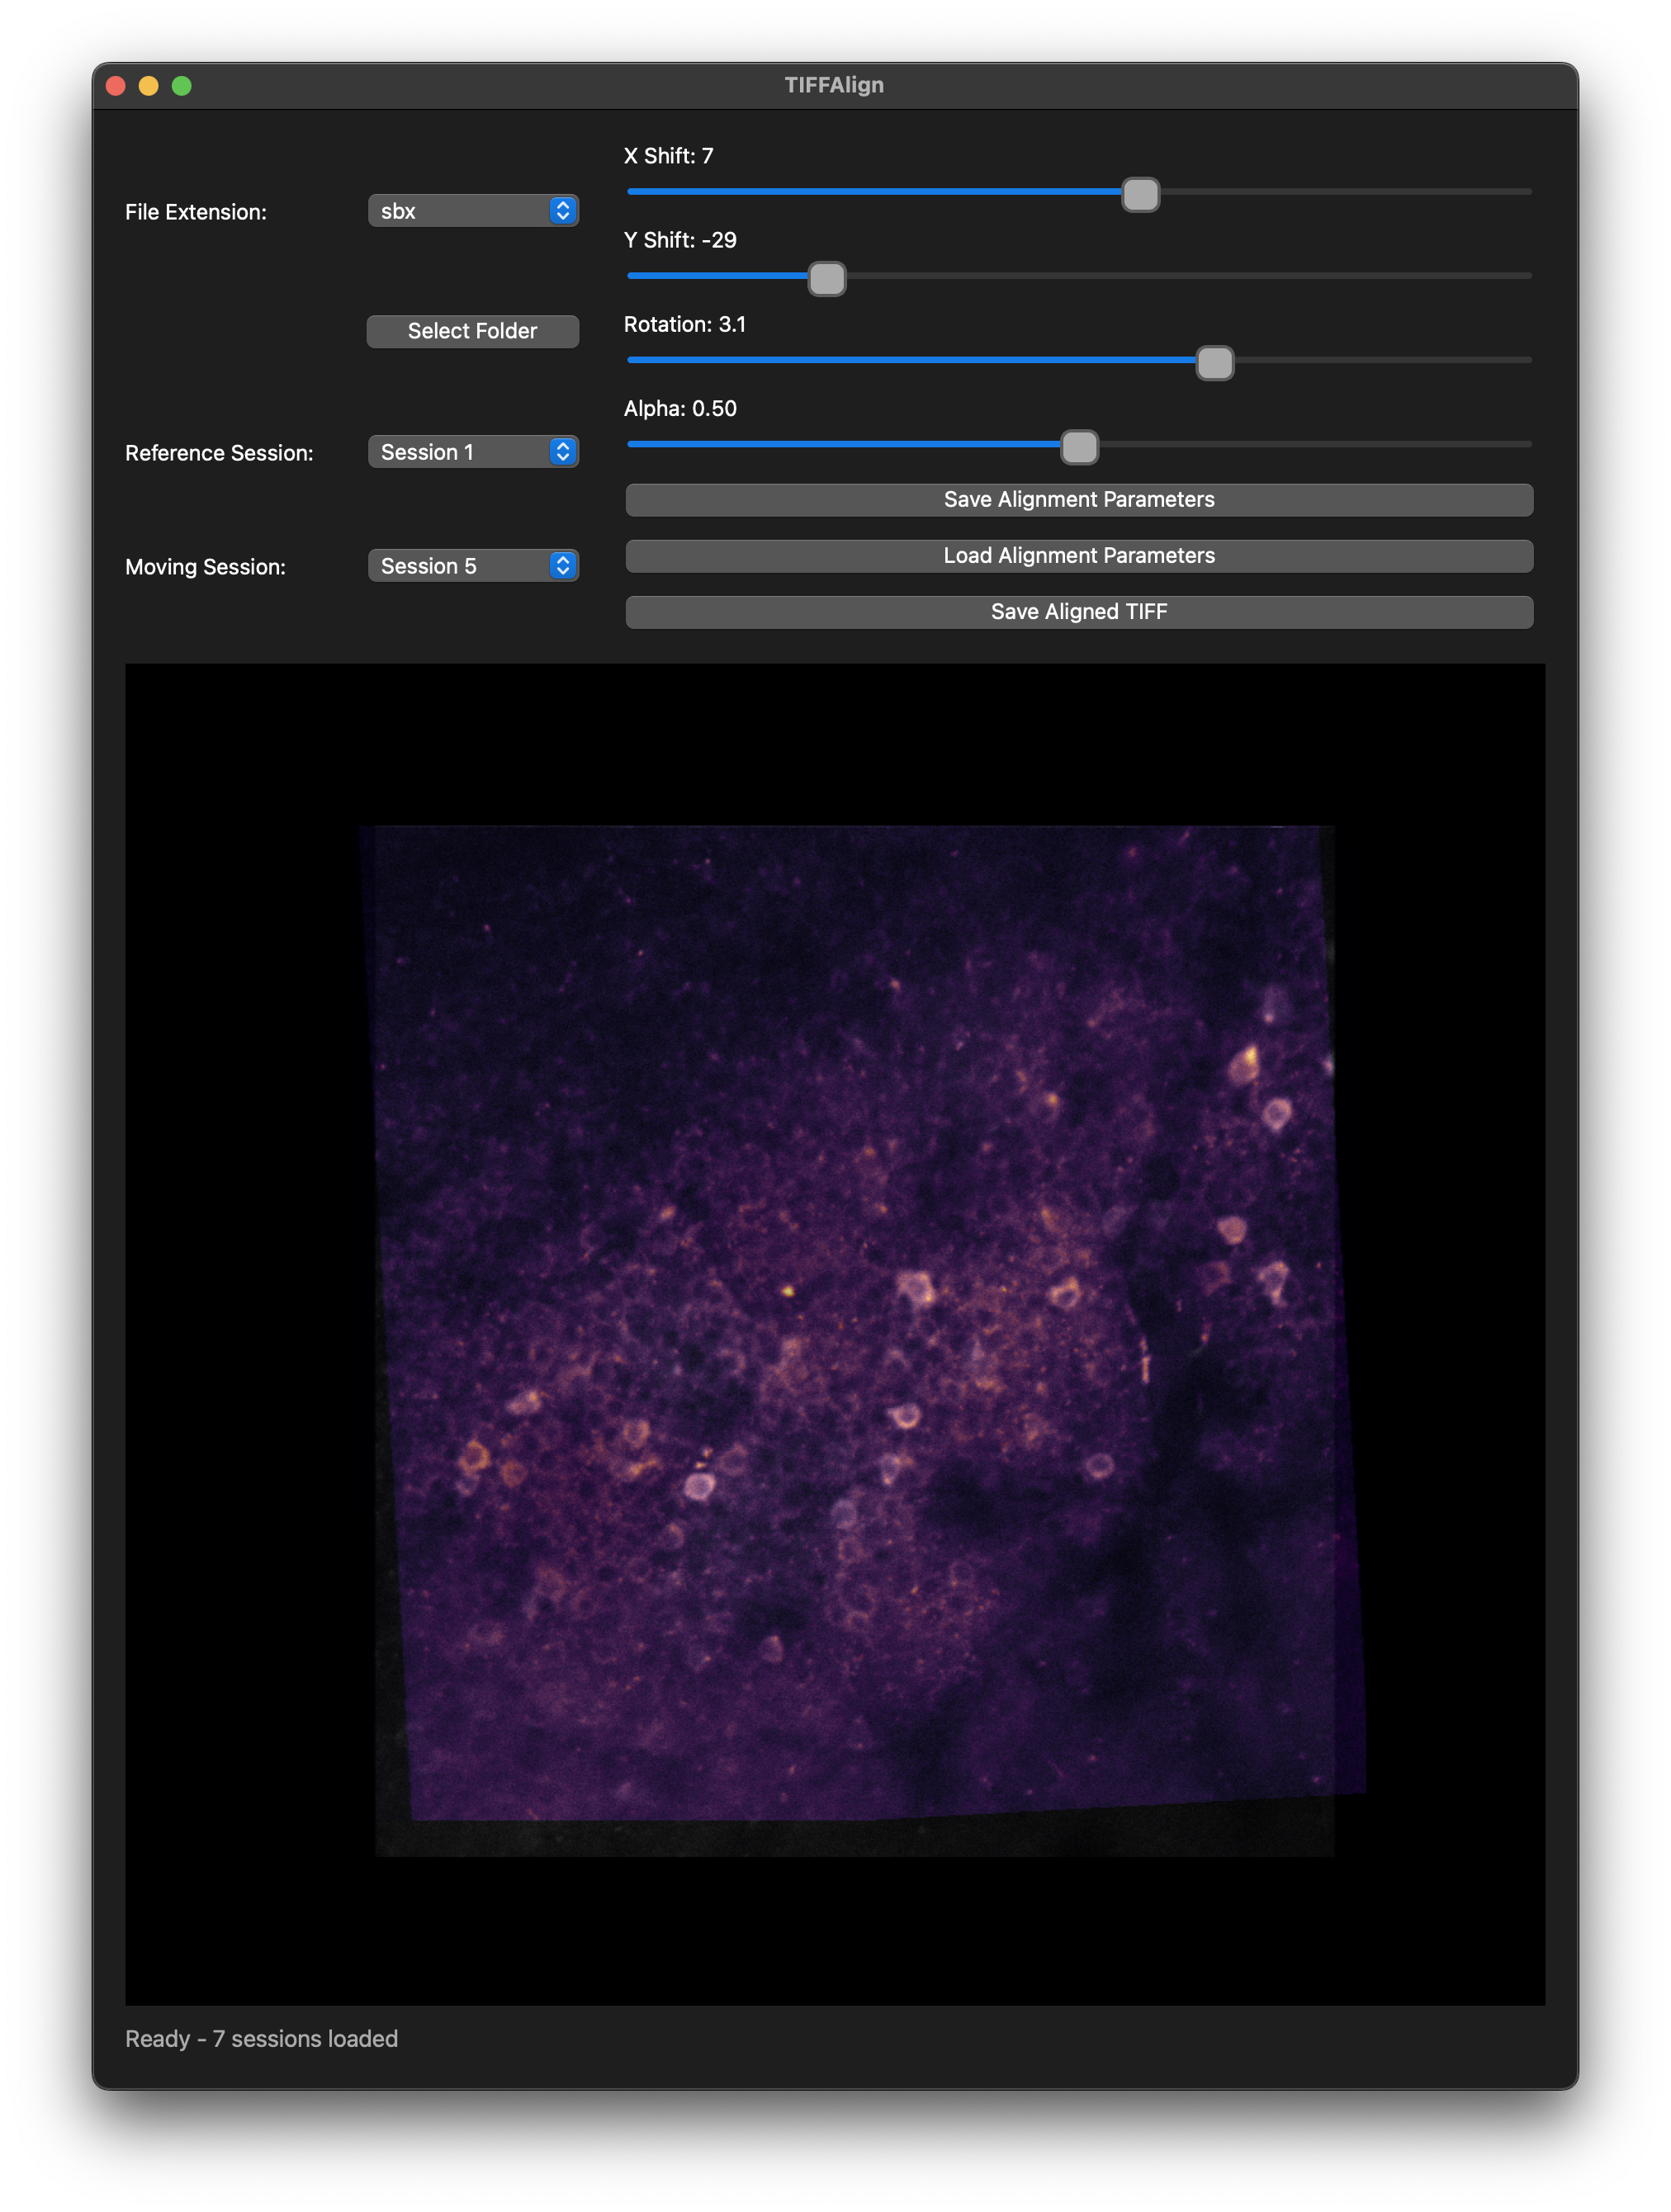 TIFFAlign
File Extension:
sbx
Select Folder
Reference Session:
Session 1
Moving Session:
Session 5
X Shift: 7
Y Shift: -29
Rotation: 3.1
Alpha: 0.50
Save Alignment Parameters
Load Alignment Parameters
Save Aligned TIFF
Ready - 7 sessions loaded